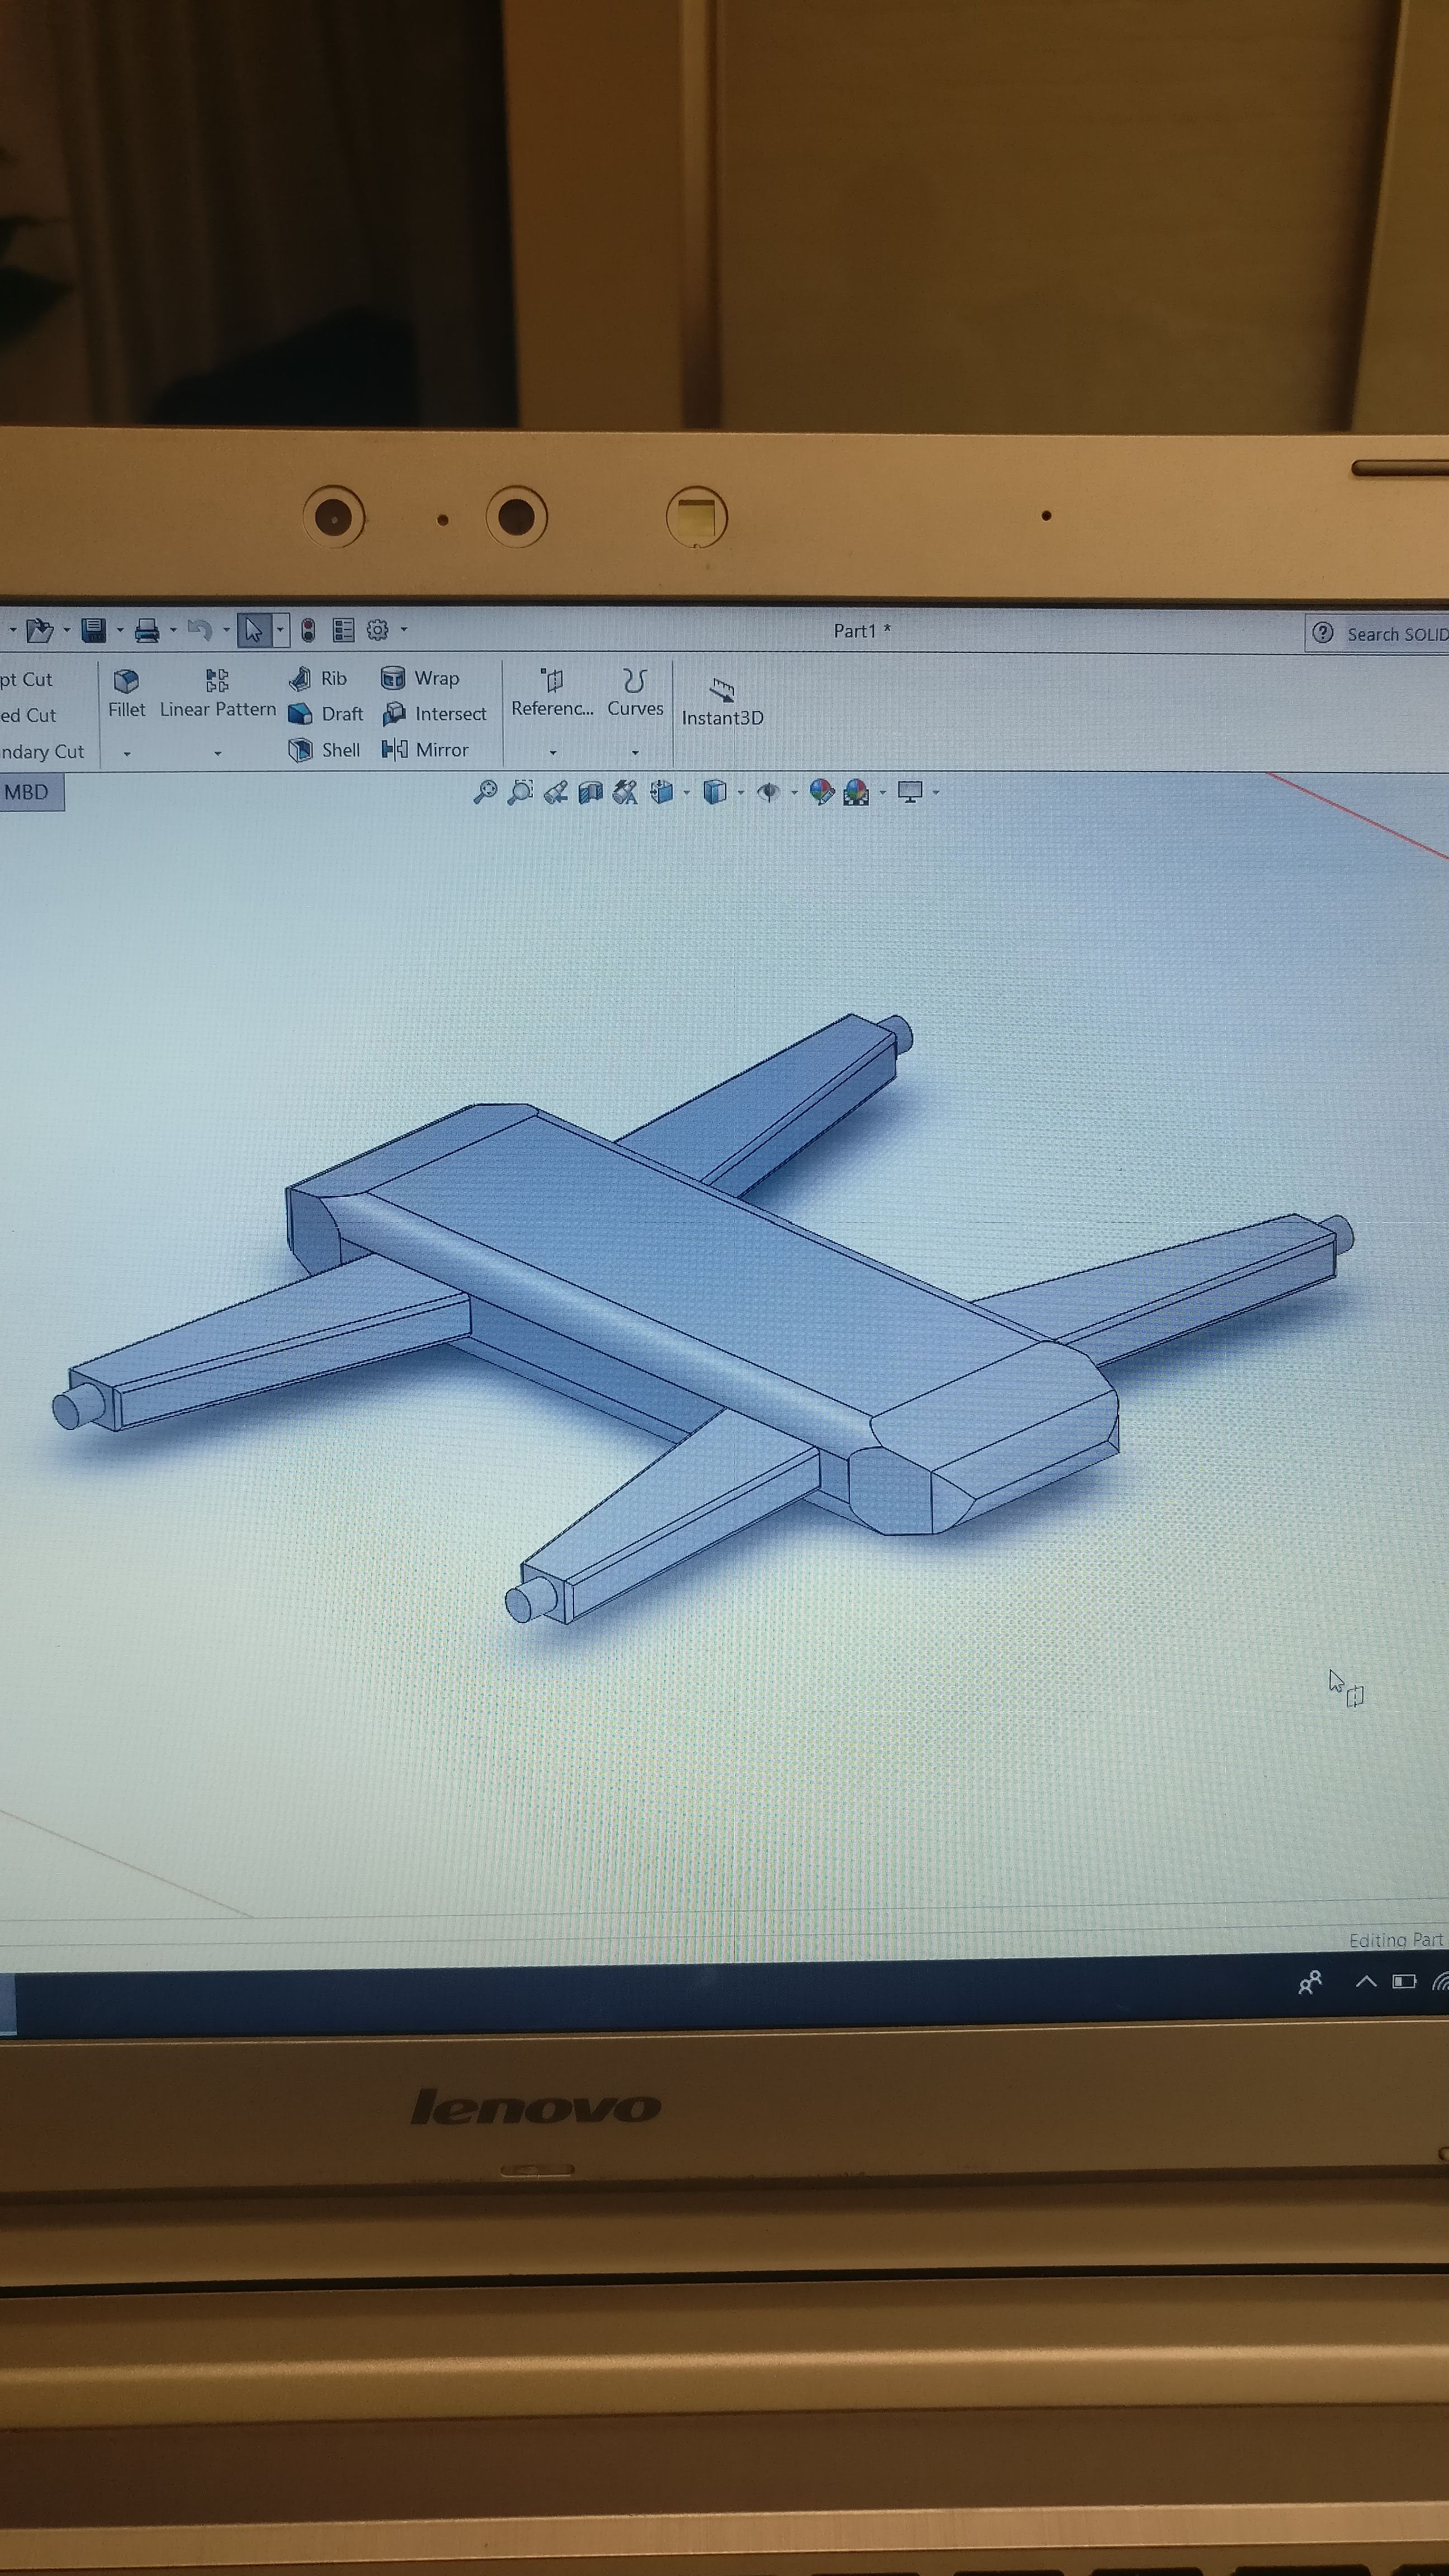 Part1 *
Search SOLID
pt Cut
ed Cut
ndary Cut
Fillet
Linear Pattern
Rib
Draft
Shell
Wrap
Intersect
Mirror
Referenc...
Curves
Instant3D
MBD
Editing Part
lenovo